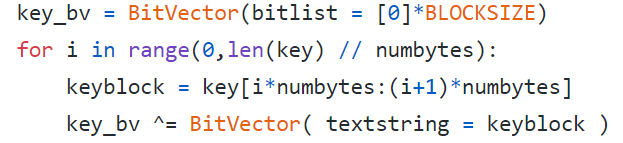 key_bv = BitVector(bitlist = [0]*BLOCKSIZE)
for i in range(0,len(key) // numbytes):
    keyblock = key[i*numbytes:(i+1)*numbytes]
    key_bv ^= BitVector( textstring = keyblock )